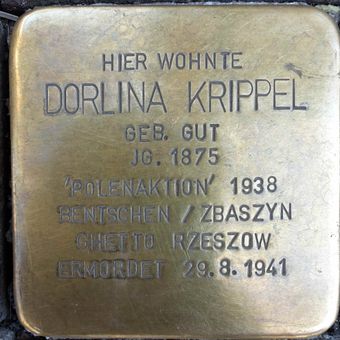 HIER WOHNTE
DORLINA KRIPPEL
GEB. GUT
JG. 1875
'POLENAKTION' 1938
BENTSCHEN / ZBASZYN
GHETTO RZESZOW
ERMORDET 29.8.1941